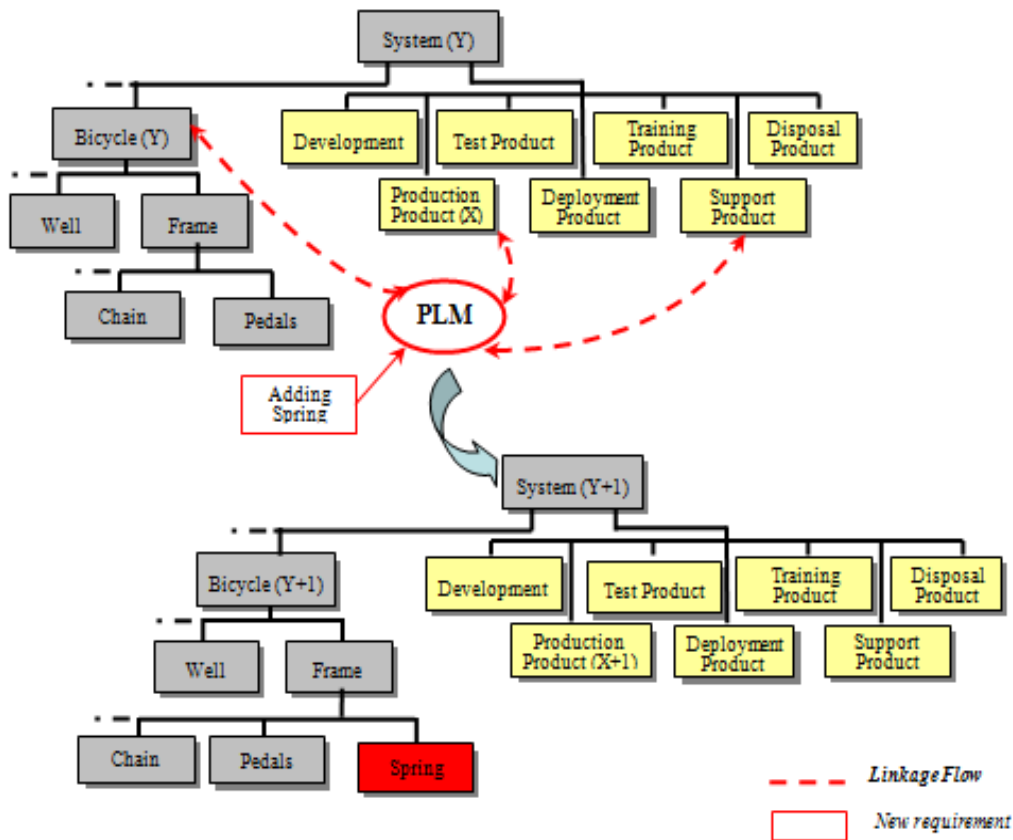 System (Y)
Bicycle (Y)
Development
Test Product
Training
Product
Disposal
Product
Production
Product (X)
Deployment
Product
Support
Product
Well
Frame
Chain
Pedals
PLM
Adding
Spring
System (Y+1)
Bicycle (Y+1)
Development
Test Product
Training
Product
Disposal
Product
Production
Product (X+1)
Deployment
Product
Support
Product
Well
Frame
Chain
Pedals
Spring
Linkage Flow
New requirement